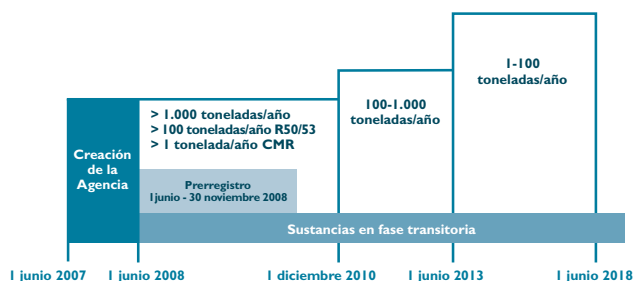 1-100
toneladas/año
100-1.000
toneladas/año
> 1.000 toneladas/año
> 100 toneladas/año R50/53
> 1 tonelada/año CMR
Creación
de la
Agencia
Prerregistro
1junio - 30 noviembre 2008
Sustancias en fase transitoria
1 junio 2007
1 junio 2008
1 diciembre 2010
1 junio 2013
1 junio 2018